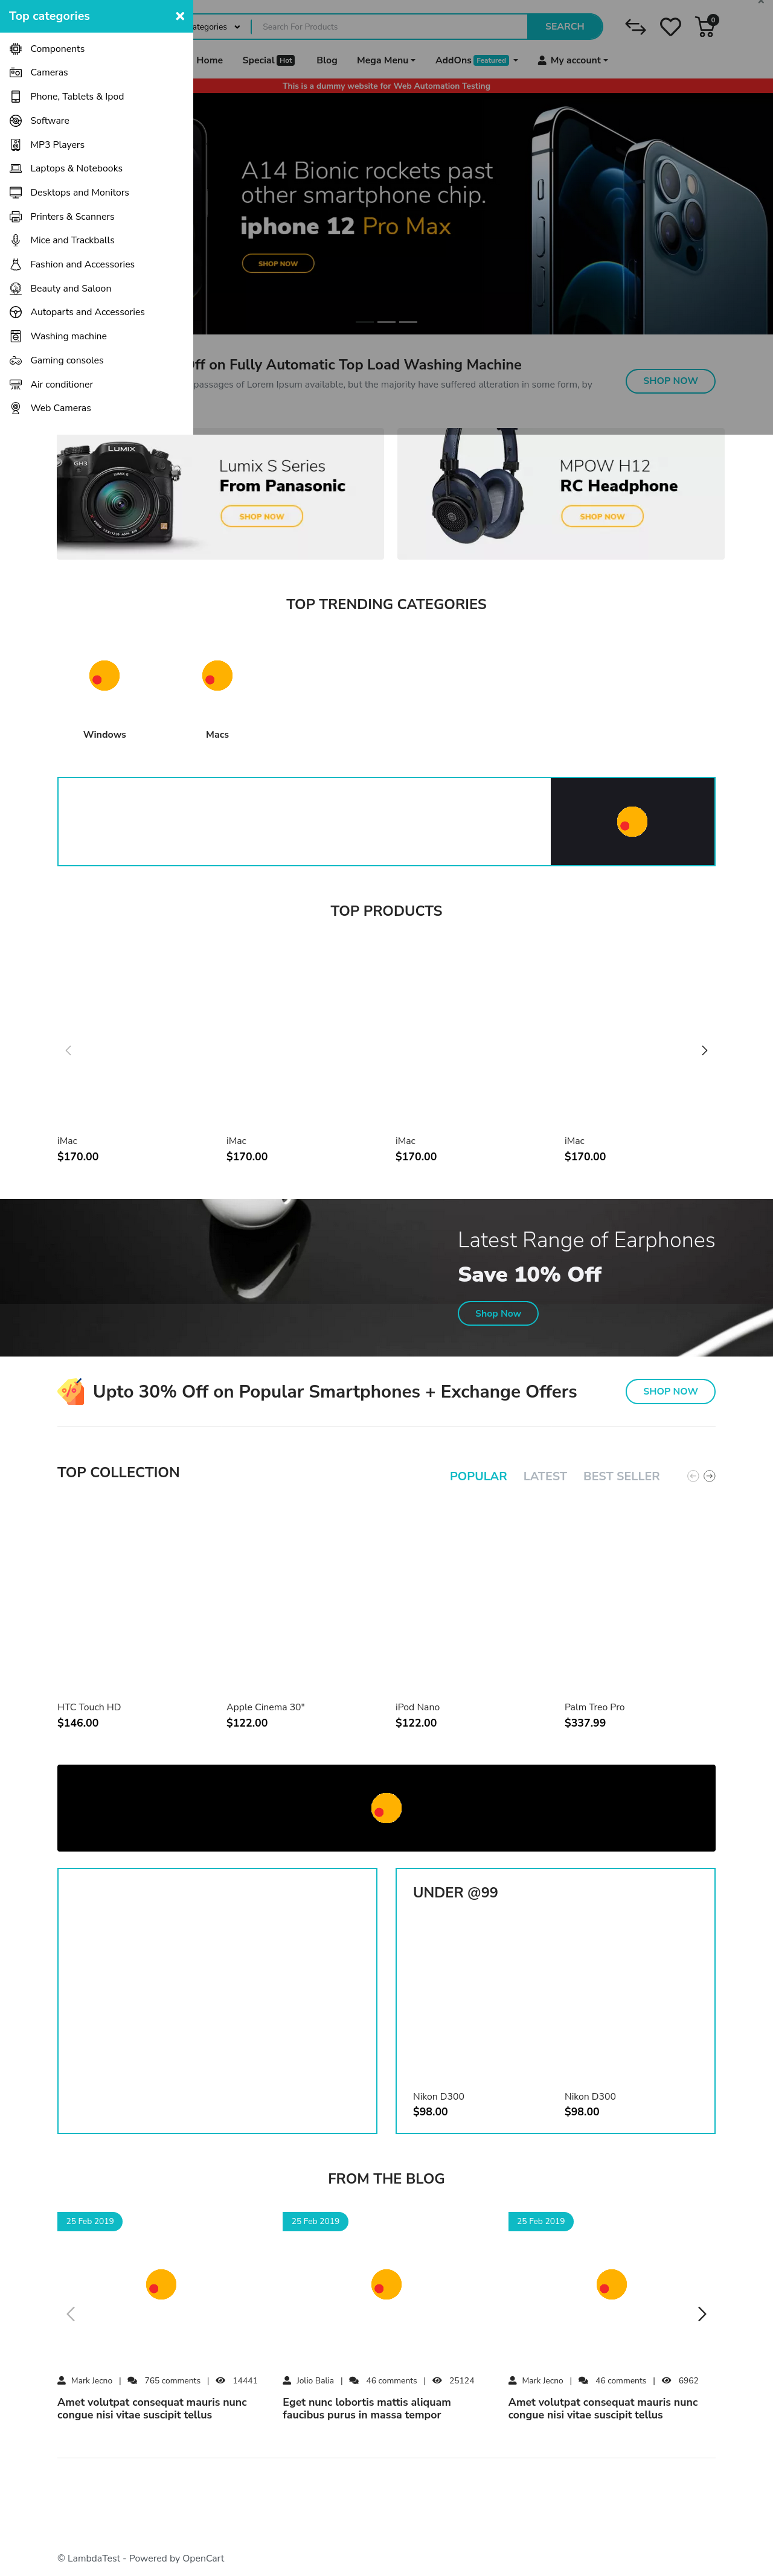 Top categories
Components
Cameras
Phone, Tablets & Ipod
Software
MP3 Players
Laptops & Notebooks
Desktops and Monitors
Printers & Scanners
Mice and Trackballs
Fashion and Accessories
Beauty and Saloon
Autoparts and Accessories
Washing machine
Gaming consoles
Air conditioner
Web Cameras
ategories
Search For Products
SEARCH
0
Home
Special Hot
Blog
Mega Menu
AddOns Featured
My account
This is a dummy website for Web Automation Testing
A14 Bionic rockets past
other smartphone chip.
iphone 12 Pro Max
SHOP NOW
ff on Fully Automatic Top Load Washing Machine
passages of Lorem Ipsum available, but the majority have suffered alteration in some form, by
SHOP NOW
LUMIX
GH3
Lumix S Series
From Panasonic
SHOP NOW
MPOW H12
RC Headphone
SHOP NOW
TOP TRENDING CATEGORIES
Windows
Macs
TOP PRODUCTS
iMac
$170.00
iMac
$170.00
iMac
$170.00
iMac
$170.00
Latest Range of Earphones
Save 10% Off
Shop Now
Upto 30% Off on Popular Smartphones + Exchange Offers
SHOP NOW
TOP COLLECTION
POPULAR
LATEST
BEST SELLER
HTC Touch HD
$146.00
Apple Cinema 30"
$122.00
iPod Nano
$122.00
Palm Treo Pro
$337.99
UNDER @99
Nikon D300
$98.00
Nikon D300
$98.00
FROM THE BLOG
25 Feb 2019
Mark Jecno | 765 comments | 14441
Amet volutpat consequat mauris nunc
congue nisi vitae suscipit tellus
25 Feb 2019
Jolio Balia | 46 comments | 25124
Eget nunc lobortis mattis aliquam
faucibus purus in massa tempor
25 Feb 2019
Mark Jecno | 46 comments | 6962
Amet volutpat consequat mauris nunc
congue nisi vitae suscipit tellus
© LambdaTest - Powered by OpenCart